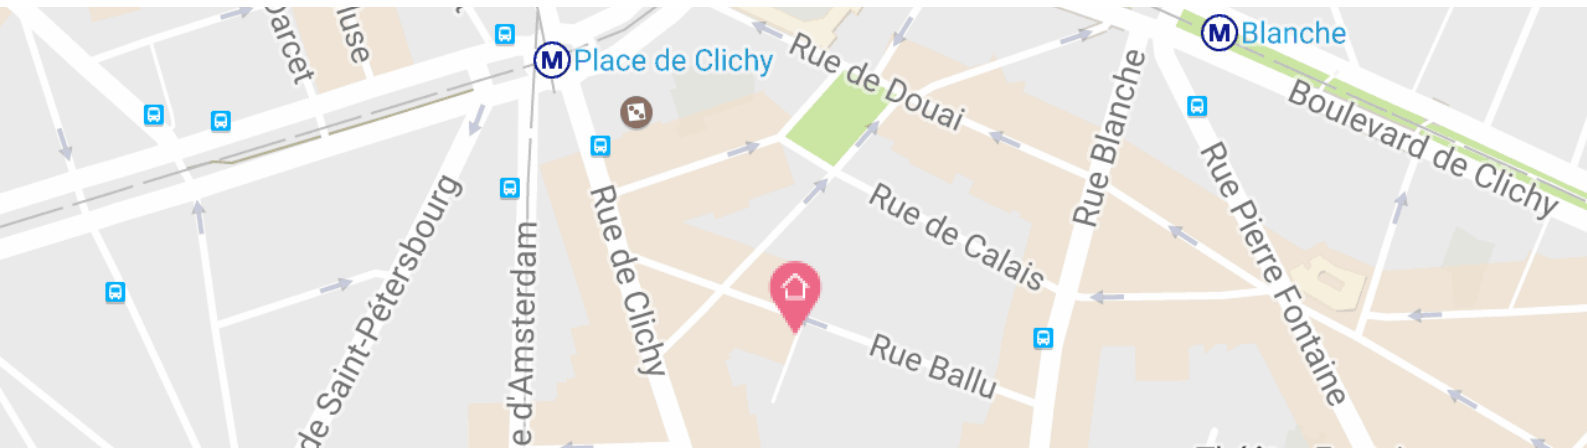 Darcet
M Place de Clichy
Rue de Douai
M Blanche
Boulevard de Clichy
Rue Blanche
Rue Pierre Fontaine
Rue de Calais
Rue de Clichy
d'Amsterdam
de Saint-Pétersbourg
Rue Ballu